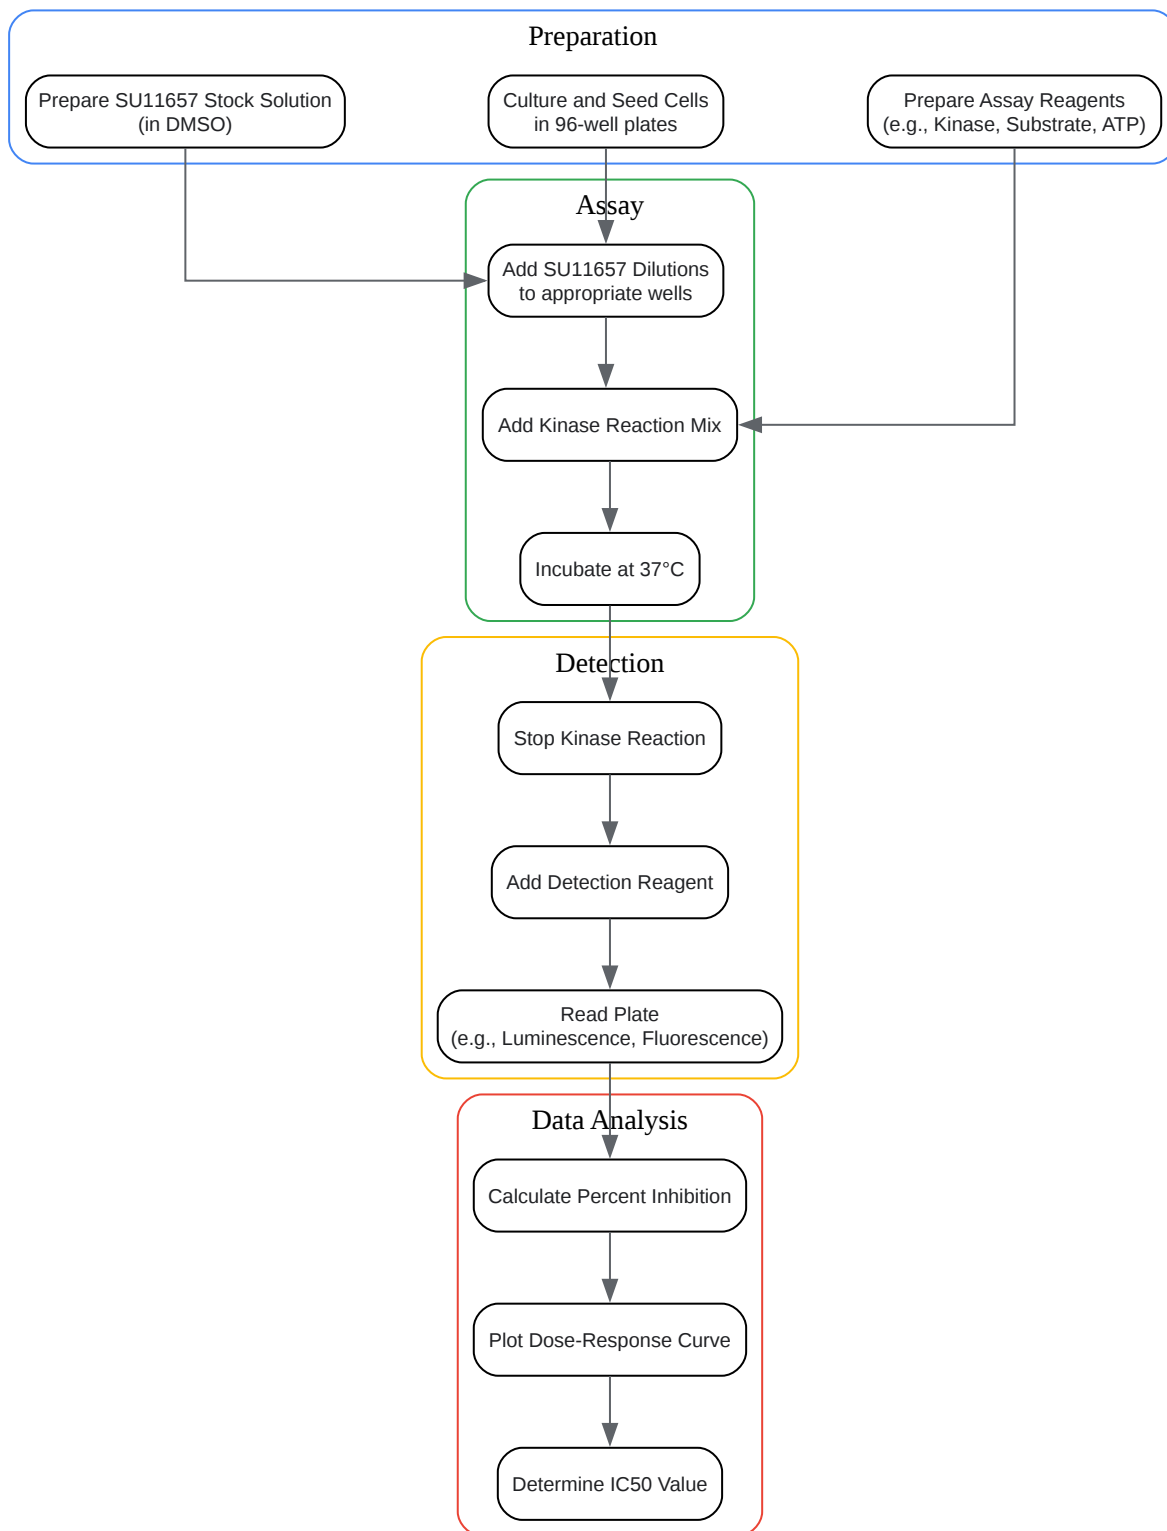 Preparation
Prepare SU11657 Stock Solution
(in DMSO)
Culture and Seed Cells
in 96-well plates
Prepare Assay Reagents
(e.g., Kinase, Substrate, ATP)
Assay
Add SU11657 Dilutions
to appropriate wells
Add Kinase Reaction Mix
Incubate at 37°C
Detection
Stop Kinase Reaction
Add Detection Reagent
Read Plate
(e.g., Luminescence, Fluorescence)
Data Analysis
Calculate Percent Inhibition
Plot Dose-Response Curve
Determine IC50 Value